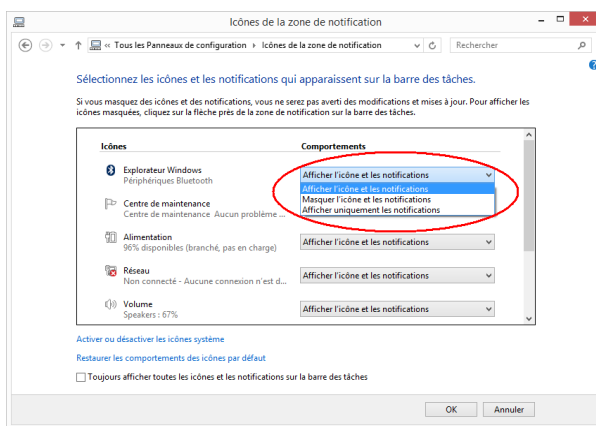 Icônes de la zone de notification
« Tous les Panneaux de configuration Icônes de la zone de notification
Rechercher
Sélectionnez les icônes et les notifications qui apparaissent sur la barre des tâches.
Si vous masquez des icônes et des notifications, vous ne serez pas averti des modifications et mises à jour. Pour afficher les
icônes masquées, cliquez sur la flèche près de la zone de notification sur la barre des tâches.
Icônes Comportements
Explorateur Windows
Périphériques Bluetooth
Afficher l'icône et les notifications
Afficher l'icône et les notifications
Masquer l'icône et les notifications
Afficher uniquement les notifications
Centre de maintenance
Centre de maintenance Aucun problème ...
Alimentation
96% disponibles (branché, pas en charge)
Afficher l'icône et les notifications
Réseau
Non connecté - Aucune connexion n'est d...
Afficher l'icône et les notifications
Volume
Speakers : 67%
Afficher l'icône et les notifications
Activer ou désactiver les icônes système
Restaurer les comportements des icônes par défaut
Toujours afficher toutes les icônes et les notifications sur la barre des tâches
OK Annuler